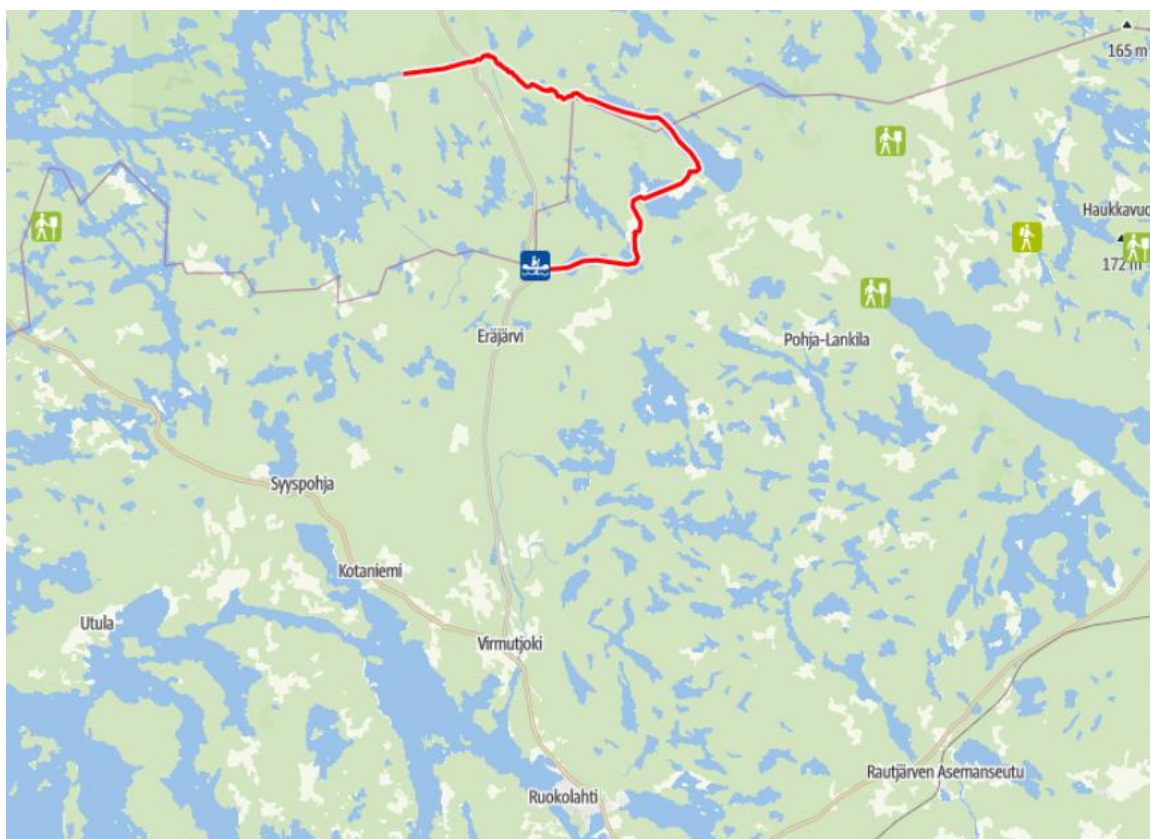 165 m
Haukkavuo
172 m
Eräjärvi
Pohja-Lankila
Syyspohja
Kotaniemi
Utula
Virmutjoki
Rautjärven Asemanseutu
Ruokolahti